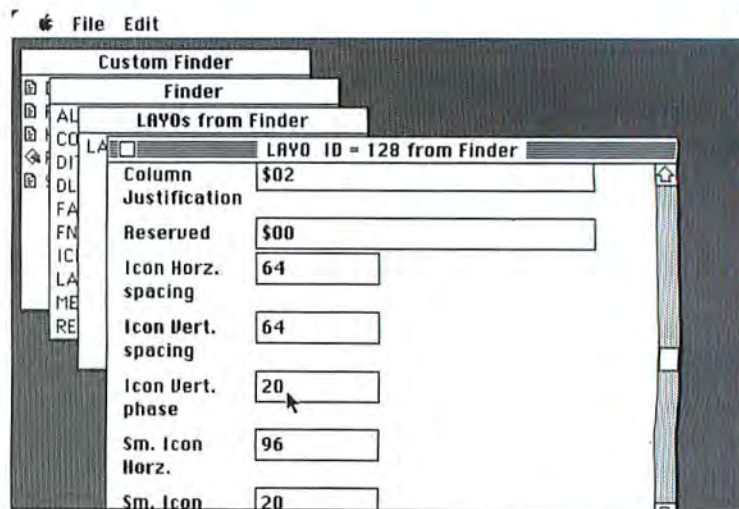 File Edit
Custom Finder
Finder
LAYOs from Finder
LAYO ID = 128 from Finder
AL
CO
DIT
DL
FA
FN
ICI
LA
ME
RE
LA
Column
Justification
$02
Reserved
$00
Icon Horz.
spacing
64
Icon Vert.
spacing
64
Icon Vert.
phase
20
Sm. Icon
Horz.
96
Sm. Icon
20